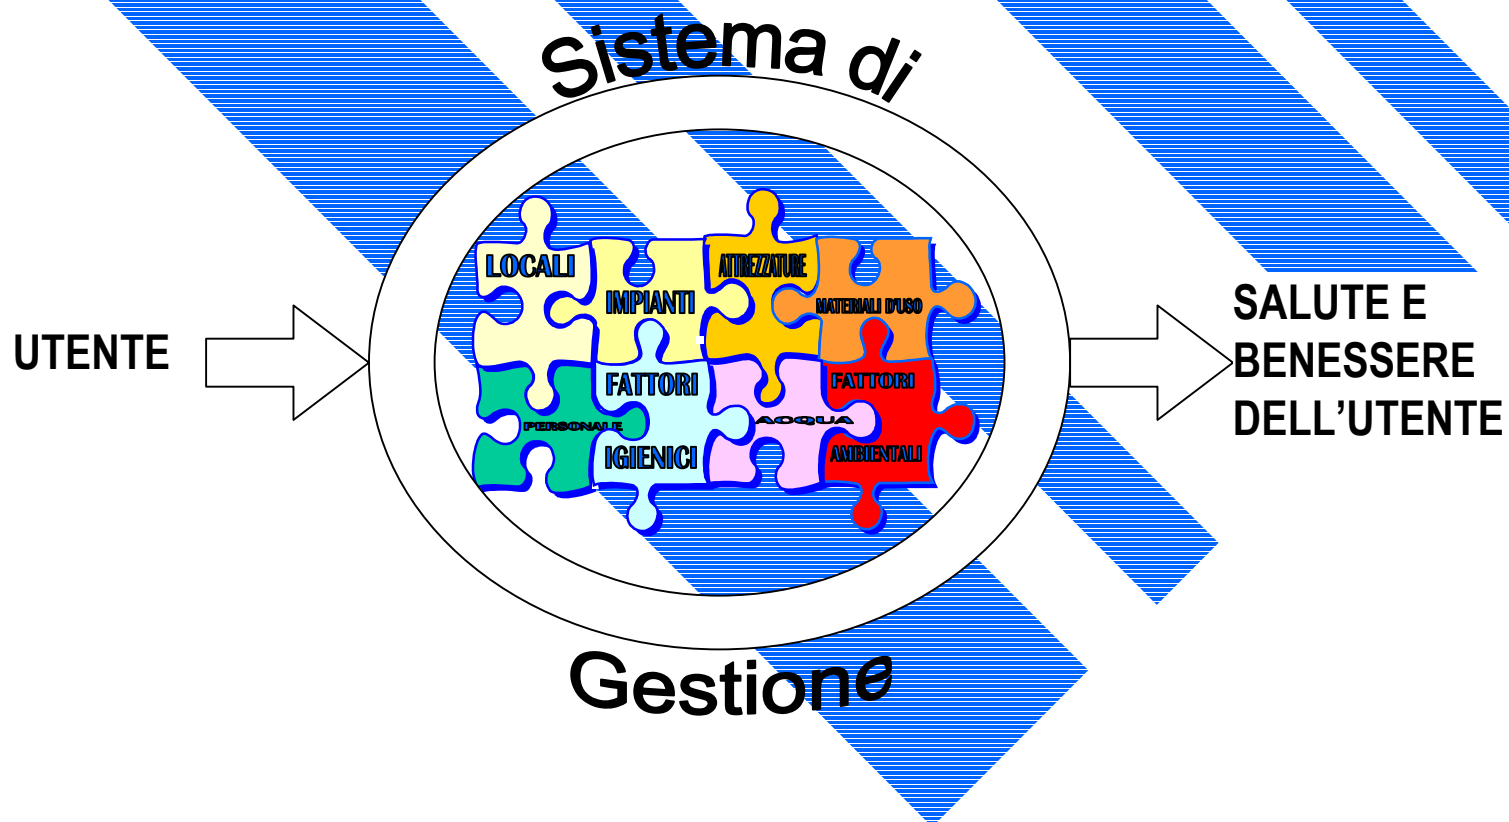 Sistema di
UTENTE
LOCALI
IMPIANTI
ATTREZZATURE
MATERIALI D'USO
PERSONALE
FATTORI
IGIENICI
ACQUA
FATTORI
AMBIENTALI
SALUTE E
BENESSERE
DELL’UTENTE
Gestione